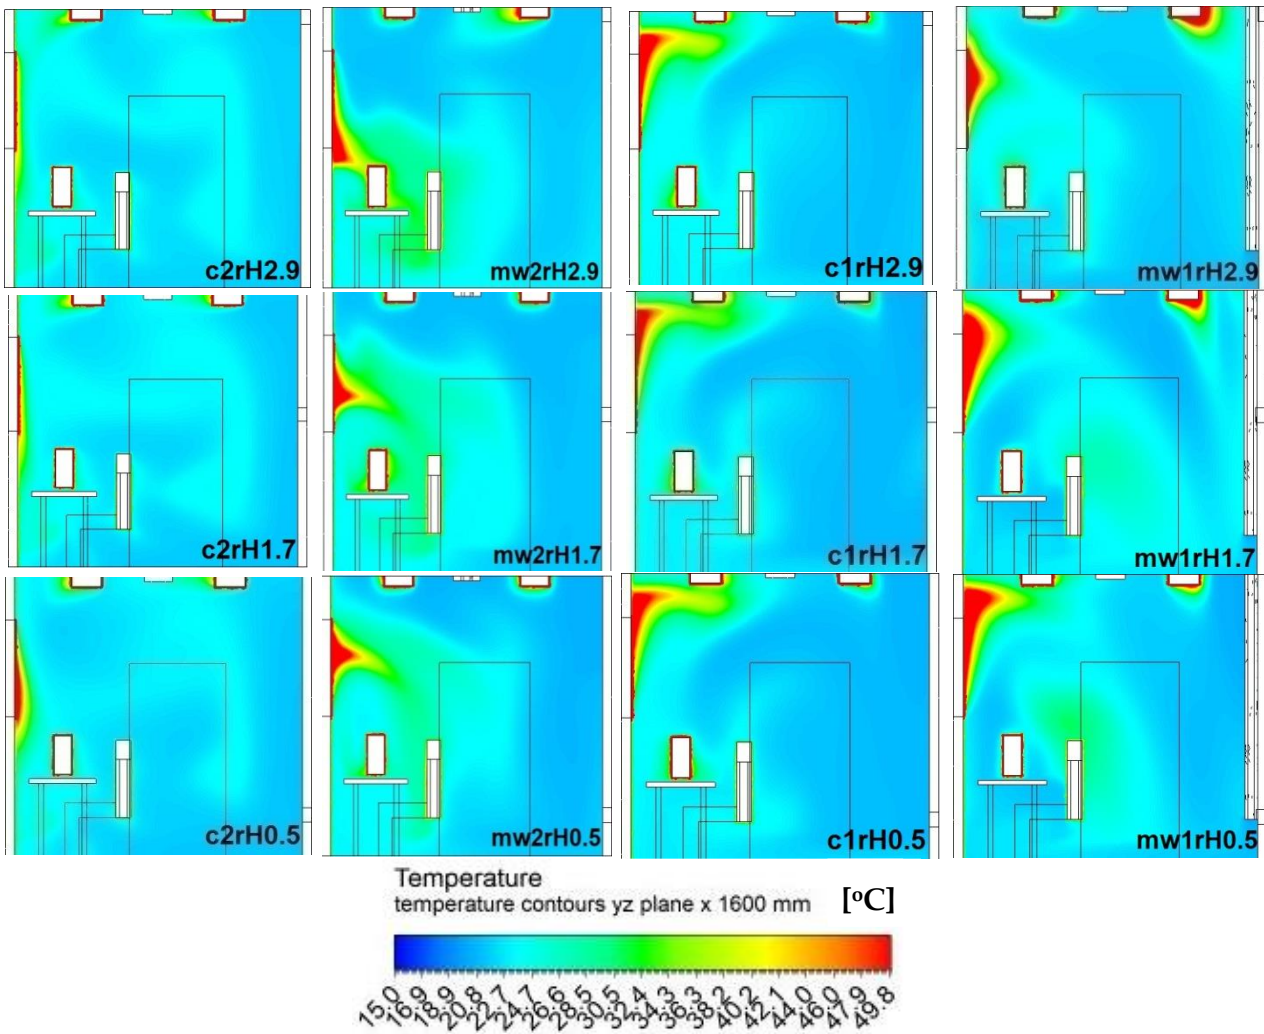 c2rH2.9
mw2rH2.9
c1rH2.9
mw1rH2.9
c2rH1.7
mw2rH1.7
c1rH1.7
mw1rH1.7
c2rH0.5
mw2rH0.5
c1rH0.5
mw1rH0.5
Temperature
temperature contours yz plane x 1600 mm [°C]
15.0 16.9 18.9 20.8 22.7 24.7 26.6 28.5 30.5 32.4 34.3 36.3 38.2 40.2 42.1 44.0 46.0 47.9 49.8